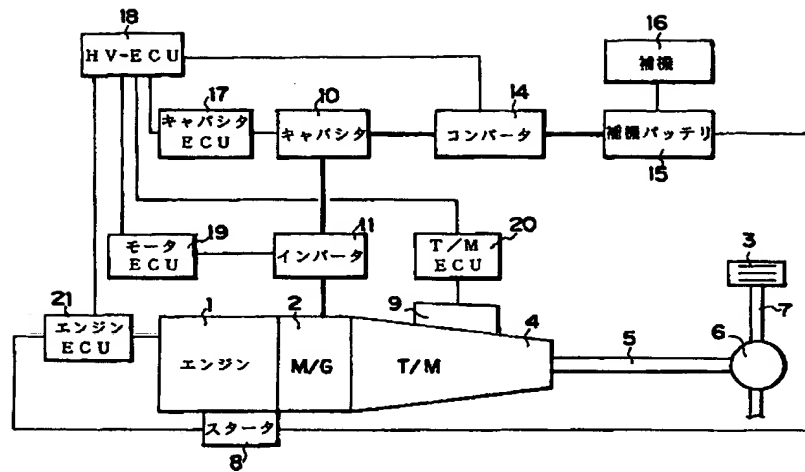 18
HV-ECU
16
補機
17
キャパシタ
ECU
10
キャパシタ
14
コンバータ
補機バッテリ
15
モータ
ECU
19
11
インバータ
T/M
ECU
20
3
7
21
エンジン
ECU
1
エンジン
2
M/G
9
T/M
4
5
6
スタータ
8